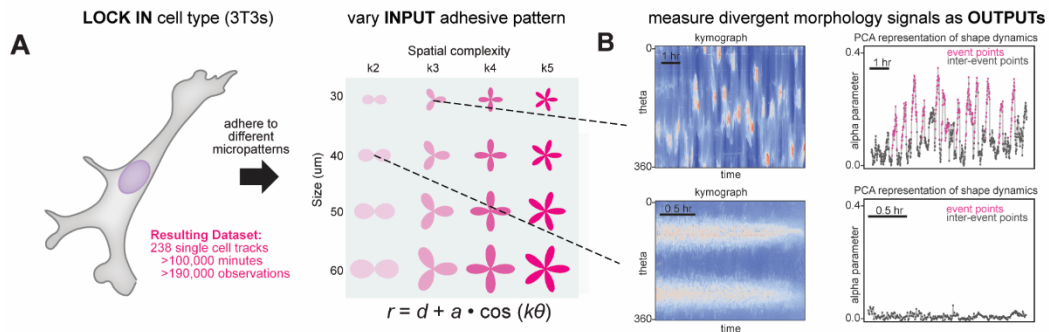 LOCK IN cell type (3T3s)
vary INPUT adhesive pattern
measure divergent morphology signals as OUTPUTs
A
adhere to
different
micropatterns
Resulting Dataset:
238 single cell tracks
>100,000 minutes
>190,000 observations
Spatial complexity
k2 k3 k4 k5
Size (um)
30
40
50
60
r = d + a • cos (kθ)
B
kymograph
0
1 hr
theta
360
time
PCA representation of shape dynamics
0.4
event points
inter-event points
1 hr
alpha parameter
0.0
time
kymograph
0
0.5 hr
theta
360
time
PCA representation of shape dynamics
0.4
event points
inter-event points
0.5 hr
alpha parameter
0.0
time